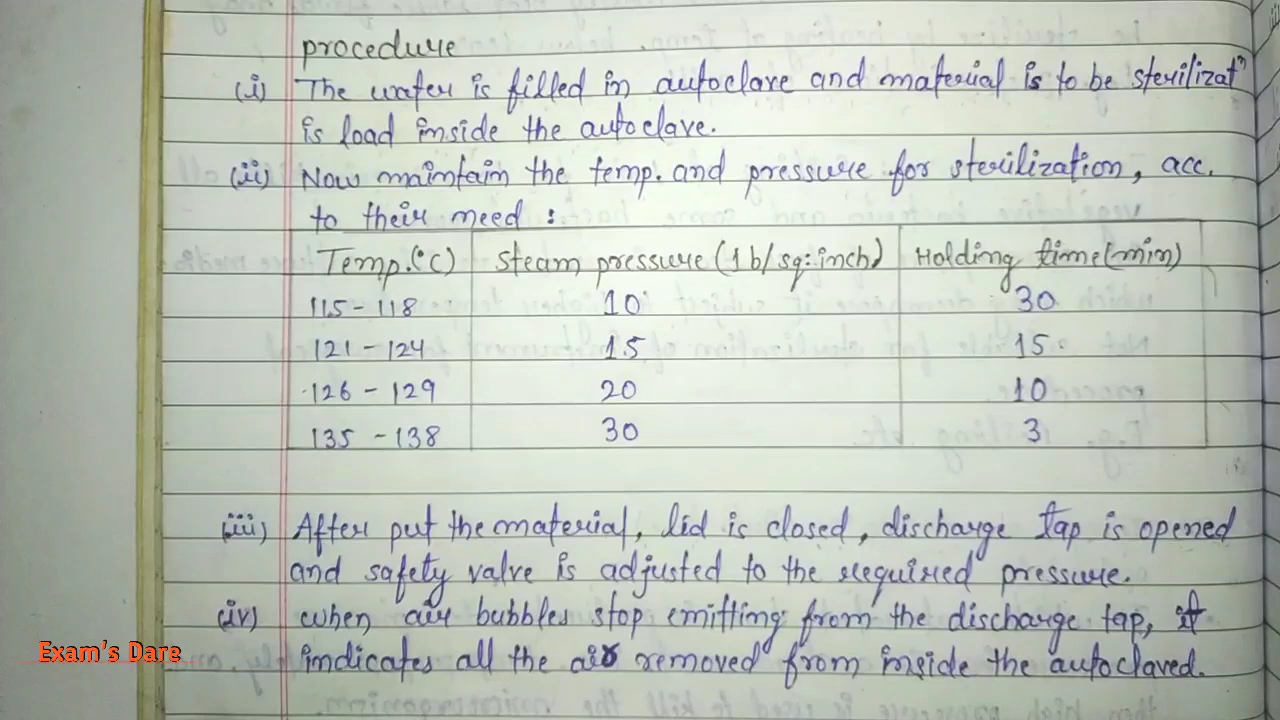 procedure
(i) The water is filled in autoclave and material is to be sterilizatⁿ
is load inside the autoclave.
(ii) Now maintain the temp. and pressure for sterilization, acc.
to their need :
Temp.(°C) Steam pressure (1b/sq:inch) Holding time(min)
115 - 118 10 30
121 - 124 15 15
126 - 129 20 10
135 - 138 30 3
(iii) After put the material, lid is closed, discharge tap is opened
and safety valve is adjusted to the required pressure.
(iv) when air bubbles stop emitting from the discharge tap, it
indicates all the air removed from inside the autoclaved.
Exam's Dare